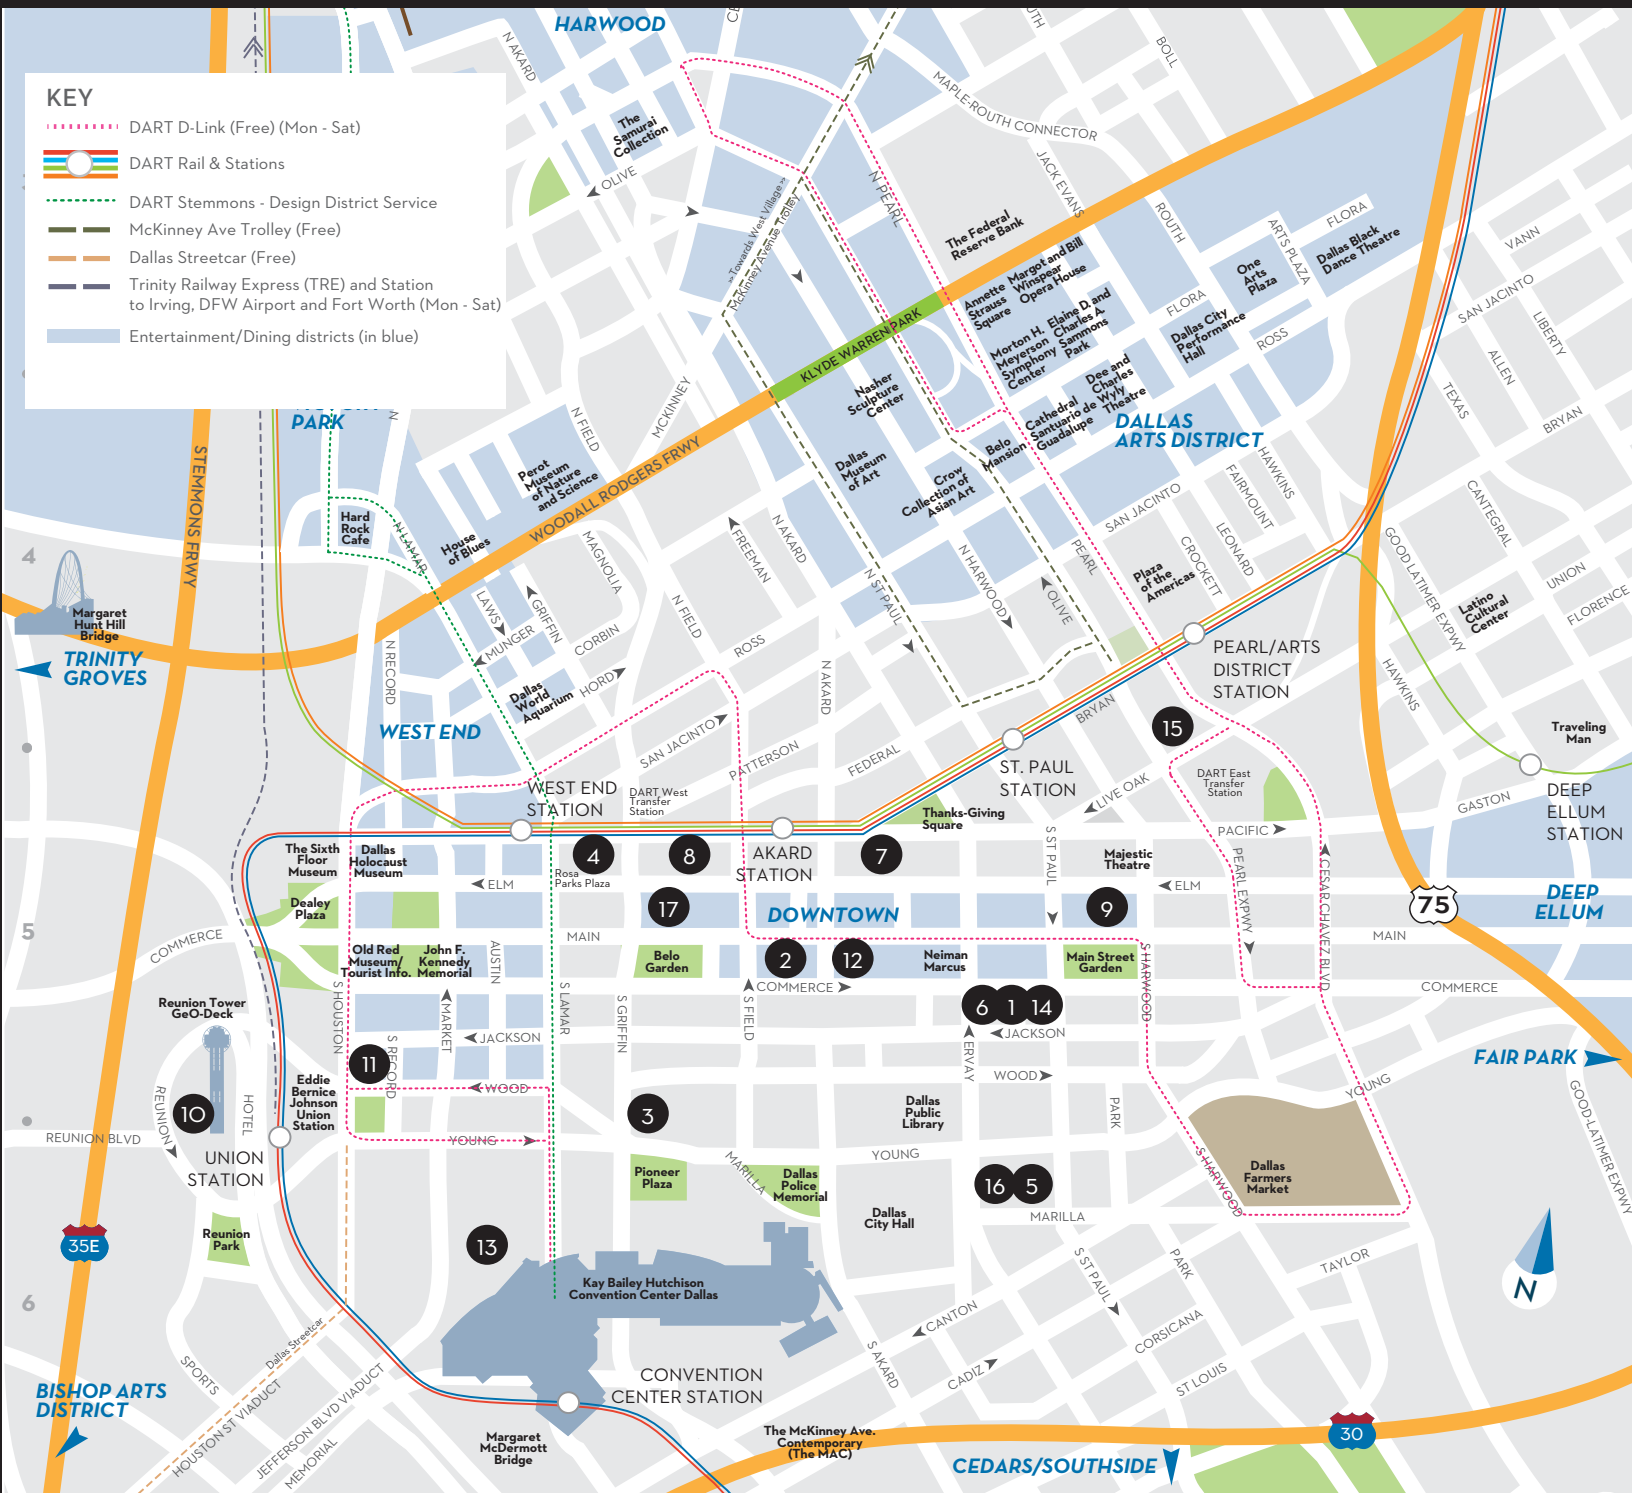 HARWOOD
N AKARD
BOLL
KEY
DART D-Link (Free) (Mon - Sat)
DART Rail & Stations
DART Stemmons - Design District Service
McKinney Ave Trolley (Free)
Dallas Streetcar (Free)
Trinity Railway Express (TRE) and Station
to Irving, DFW Airport and Fort Worth (Mon - Sat)
Entertainment/Dining districts (in blue)
The
Samurai
Collection
OLIVE
MAPLE-ROUTH CONNECTOR
JACK EVANS
ROUTH
N PEARL
›› Towards West Village ››
McKinney Avenue Trolley
The Federal
Reserve Bank
ARTS PLAZA
FLORA
Dallas Black
Dance Theatre
One
Arts
Plaza
VANN
SAN JACINTO
LIBERTY
ALLEN
TEXAS
BRYAN
Annette
Strauss
Square
Margot and Bill
Winspear
Opera House
Morton H.
Meyerson
Symphony
Center
Elaine D. and
Charles A.
Sammons
Park
FLORA
Dallas City
Performance
Hall
ROSS
KLYDE WARREN PARK
Nasher
Sculpture
Center
Dee and
Charles
Wyly
Theatre
Cathedral
Santuario de
Guadalupe
Belo
Mansion
DALLAS
ARTS DISTRICT
PARK
N FIELD
MCKINNEY
STEMMONS FRWY
WOODALL RODGERS FRWY
Perot
Museum
of Nature
and Science
Dallas
Museum
of Art
Crow
Collection of
Asian Art
HAWKINS
FAIRMOUNT
SAN JACINTO
LEONARD
CROCKETT
CANTEGRAL
GOOD LATIMER EXPWY
UNION
FLORENCE
Hard
Rock
Cafe
N LAMAR
House
of Blues
4
MAGNOLIA
FREEMAN
N AKARD
N ST PAUL
N HARWOOD
OLIVE
PEARL
Plaza
of the
Americas
Latino
Cultural
Center
Margaret
Hunt Hill
Bridge
TRINITY
GROVES
LAWS
GRIFFIN
MUNGER
CORBIN
N FIELD
ROSS
N RECORD
HORD
Dallas
World
Aquarium
N AKARD
PEARL/ARTS
DISTRICT
STATION
HAWKINS
BRYAN
15
Traveling
Man
WEST END
SAN JACINTO
PATTERSON
FEDERAL
WEST END
STATION
DART West
Transfer
Station
ST. PAUL
STATION
LIVE OAK
DART East
Transfer
Station
GASTON
DEEP
ELLUM
STATION
Thanks-Giving
Square
PACIFIC
The Sixth
Floor
Museum
Dallas
Holocaust
Museum
4
8
AKARD
STATION
7
S ST PAUL
Majestic
Theatre
PEARL EXPWY
CESAR CHAVEZ BLVD
ELM
Rosa
Parks Plaza
ELM
Dealey
Plaza
17
DOWNTOWN
9
75
DEEP
ELLUM
5
COMMERCE
MAIN
MAIN
Old Red
Museum/
Tourist Info.
John F.
Kennedy
Memorial
AUSTIN
Belo
Garden
2
12
Neiman
Marcus
Main Street
Garden
S HARWOOD
COMMERCE
COMMERCE
Reunion Tower
GeO-Deck
S HOUSTON
MARKET
S LAMAR
S GRIFFIN
S FIELD
6
1
14
JACKSON
JACKSON
S RECORD
11
ERVAY
FAIR PARK
WOOD
WOOD
YOUNG
Eddie
Bernice
Johnson
Union
Station
REUNION
10
HOTEL
3
Dallas
Public
Library
PARK
GOOD-LATIMER EXPWY
REUNION BLVD
YOUNG
YOUNG
UNION
STATION
Pioneer
Plaza
MARILLA
Dallas
Police
Memorial
16
5
S HARWOOD
Dallas
Farmers
Market
Dallas
City Hall
MARILLA
Reunion
Park
35E
13
S ST PAUL
PARK
TAYLOR
N
Kay Bailey Hutchison
Convention Center Dallas
6
CANTON
CORSICANA
Dallas Streetcar
SPORTS
S AKARD
CADIZ
ST LOUIS
CONVENTION
CENTER STATION
BISHOP ARTS
DISTRICT
HOUSTON ST VIADUCT
JEFFERSON BLVD VIADUCT
MEMORIAL
Margaret
McDermott
Bridge
The McKinney Ave.
Contemporary
(The MAC)
30
CEDARS/SOUTHSIDE